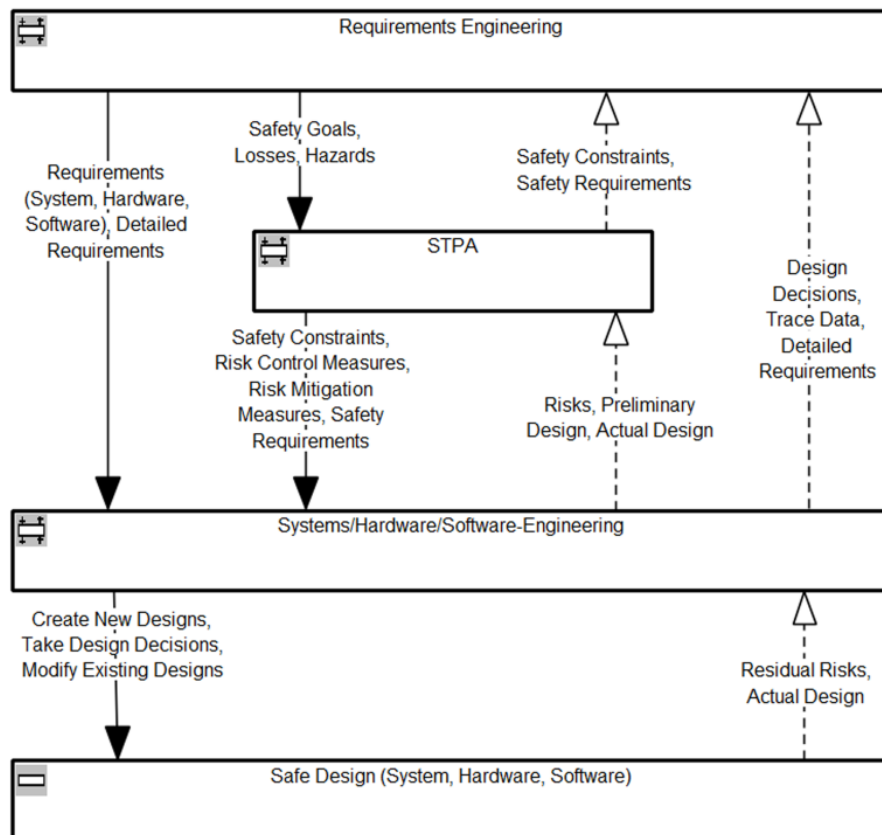 Requirements Engineering
Safety Goals,
Losses, Hazards
Safety Constraints,
Safety Requirements
Requirements
(System, Hardware,
Software), Detailed
Requirements
STPA
Design
Decisions,
Trace Data,
Detailed
Requirements
Safety Constraints,
Risk Control Measures,
Risk Mitigation
Measures, Safety
Requirements
Risks, Preliminary
Design, Actual Design
Systems/Hardware/Software-Engineering
Create New Designs,
Take Design Decisions,
Modify Existing Designs
Residual Risks,
Actual Design
Safe Design (System, Hardware, Software)